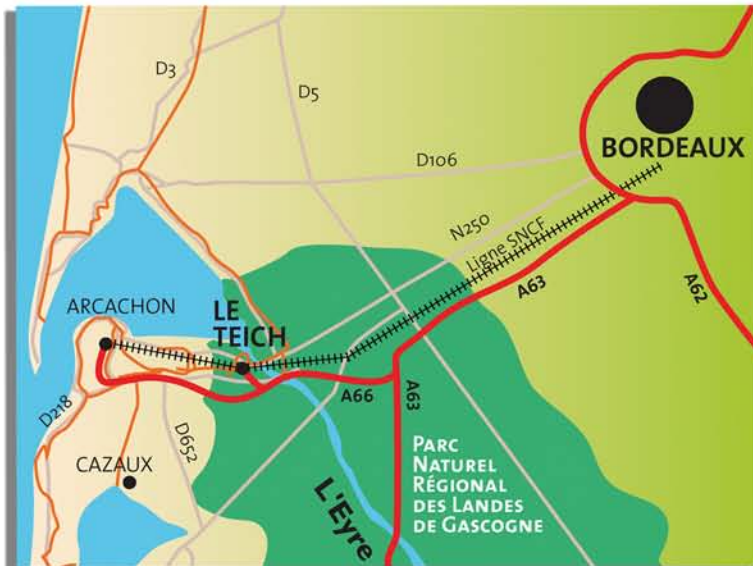 D3
D5
BORDEAUX
D106
N250
Ligne SNCF
A63
A62
ARCACHON
LE
TEICH
A66
A63
D218
D652
CAZAUX
PARC
NATUREL
RÉGIONAL
DES LANDES
DE GASCOGNE
L'Eyre